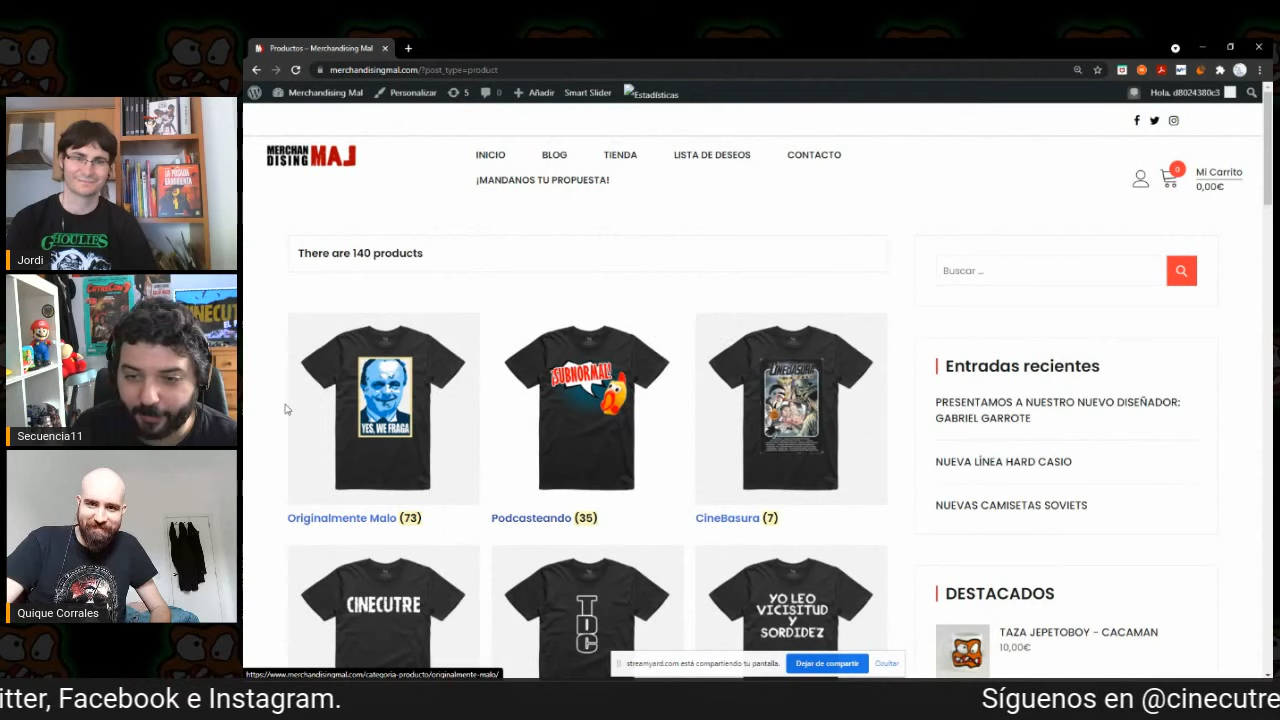 Productos – Merchandising Mal
merchandisingmal.com/?post_type=product
Merchandising Mal Personalizar 5 0 Añadir Smart Slider Estadísticas Hola, d8024380c3
MERCHAN
DISING MAL
INICIO BLOG TIENDA LISTA DE DESEOS CONTACTO
¡MANDANOS TU PROPUESTA!
0
Mi Carrito
0,00€
There are 140 products
Buscar ...
YES, WE FRAGA
¡SUBNORMAL!
CINEBASURA
Originalmente Malo (73)
Podcasteando (35)
CineBasura (7)
Entradas recientes
PRESENTAMOS A NUESTRO NUEVO DISEÑADOR:
GABRIEL GARROTE
NUEVA LÍNEA HARD CASIO
NUEVAS CAMISETAS SOVIETS
CINECUTRE
TDC
YO LEO
VICISITUD
Y
SORDIDEZ
DESTACADOS
TAZA JEPETOBOY - CACAMAN
10,00€
streamyard.com está compartiendo tu pantalla. Dejar de compartir Ocultar
https://www.merchandisingmal.com/categoria-producto/originalmente-malo/
GHOULIES
Jordi
CINECUTRE
Secuencia11
Quique Corrales
itter, Facebook e Instagram. Síguenos en @cinecutre